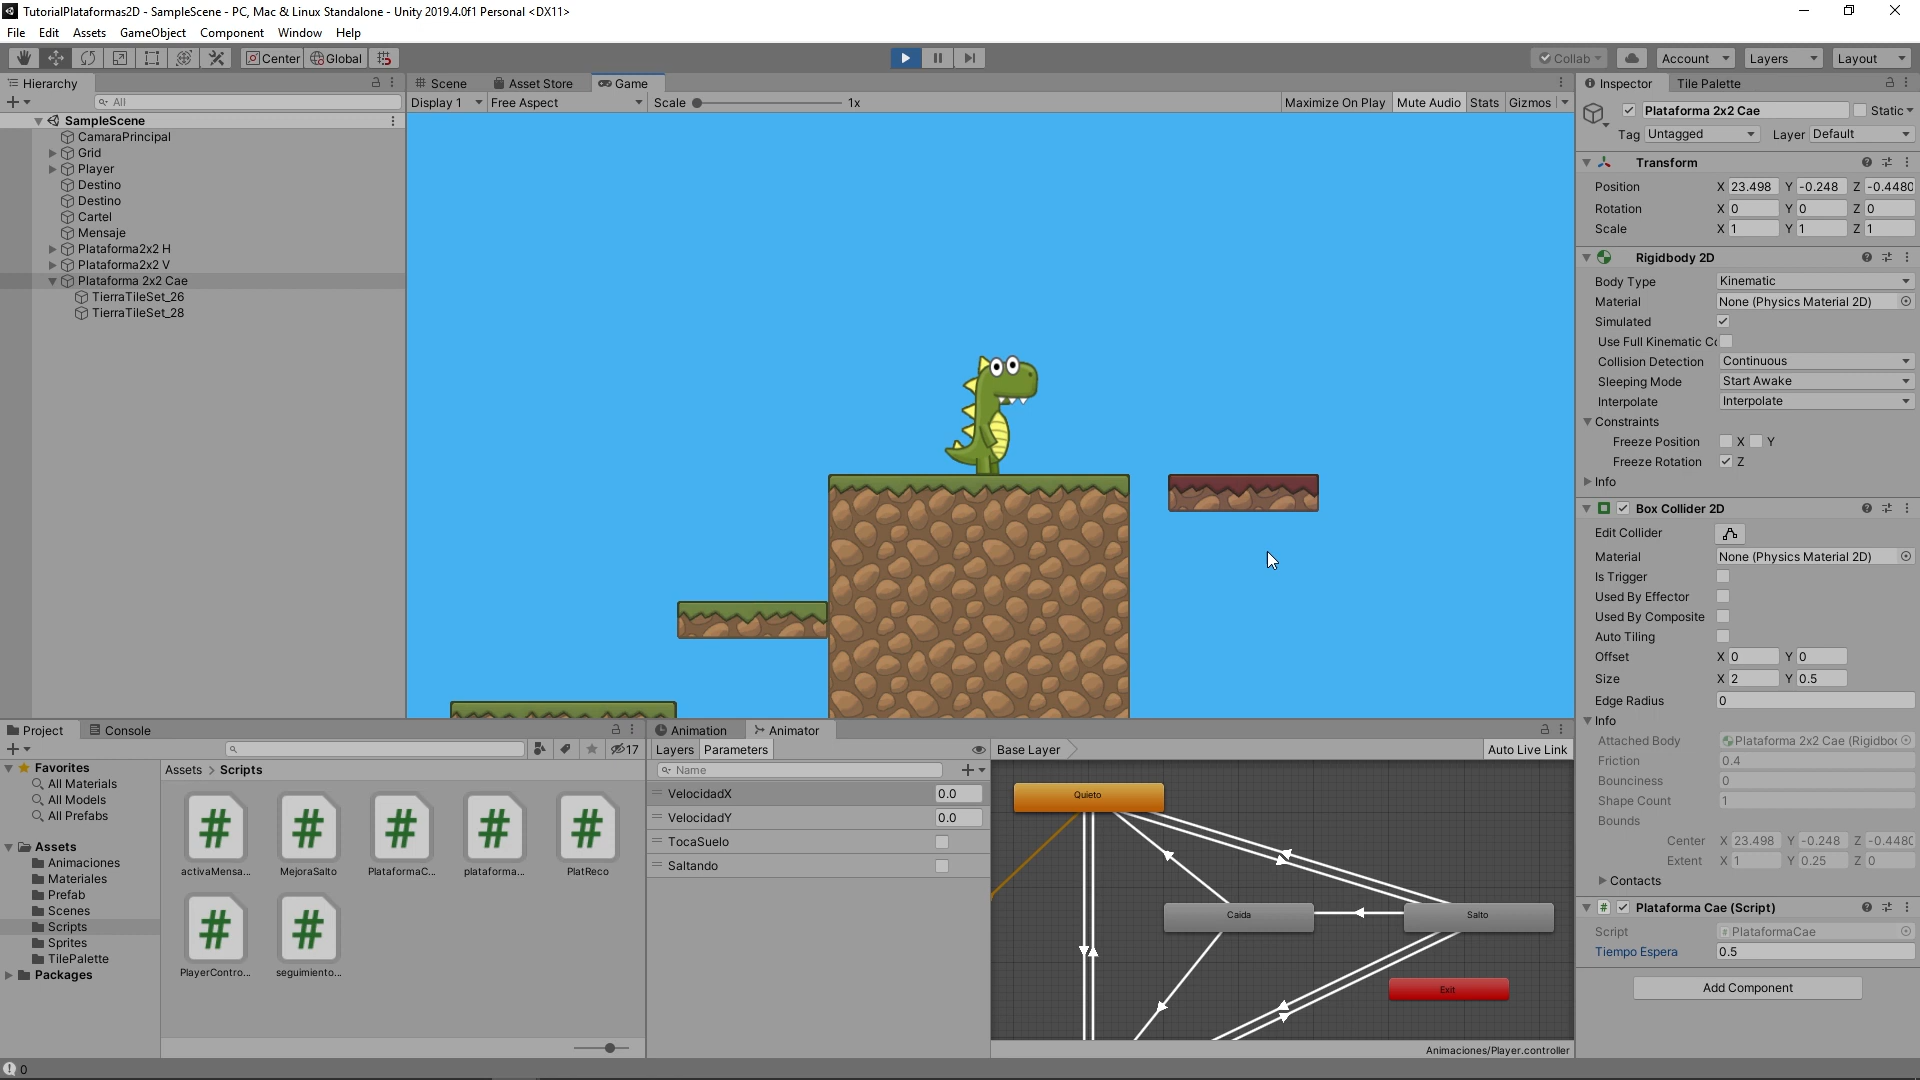 TutorialPlataformas2D - SampleScene - PC, Mac & Linux Standalone - Unity 2019.4.0f1 Personal <DX11>
File Edit Assets GameObject Component Window Help
Center Global Collab Account Layers Layout
Hierarchy
All
SampleScene
CamaraPrincipal
Grid
Player
Destino
Destino
Cartel
Mensaje
Plataforma2x2 H
Plataforma2x2 V
Plataforma 2x2 Cae
TierraTileSet_26
TierraTileSet_28
Scene Asset Store Game
Display 1 Free Aspect Scale 1x Maximize On Play Mute Audio Stats Gizmos
Inspector Tile Palette
Plataforma 2x2 Cae Static
Tag Untagged Layer Default
Transform
Position X 23.498 Y -0.248 Z -0.4480
Rotation X 0 Y 0 Z 0
Scale X 1 Y 1 Z 1
Rigidbody 2D
Body Type Kinematic
Material None (Physics Material 2D)
Simulated
Use Full Kinematic Co
Collision Detection Continuous
Sleeping Mode Start Awake
Interpolate Interpolate
Constraints
Freeze Position X Y
Freeze Rotation Z
Info
Box Collider 2D
Edit Collider
Material None (Physics Material 2D)
Is Trigger
Used By Effector
Used By Composite
Auto Tiling
Offset X 0 Y 0
Size X 2 Y 0.5
Edge Radius 0
Info
Attached Body Plataforma 2x2 Cae (Rigidboc
Friction 0.4
Bounciness 0
Shape Count 1
Bounds
Center X 23.498 Y -0.248 Z -0.4480
Extent X 1 Y 0.25 Z 0
Contacts
Plataforma Cae (Script)
Script PlataformaCae
Tiempo Espera 0.5
Add Component
Project Console
17
Favorites
All Materials
All Models
All Prefabs
Assets
Animaciones
Materiales
Prefab
Scenes
Scripts
Sprites
TilePalette
Packages
Assets > Scripts
activaMensa... MejoraSalto PlataformaC... plataforma... PlatReco
PlayerContro... seguimiento...
Animation Animator
Layers Parameters Base Layer Auto Live Link
Name
VelocidadX 0.0
VelocidadY 0.0
TocaSuelo
Saltando
Quieto
Caida
Salto
Exit
Animaciones/Player.controller
0